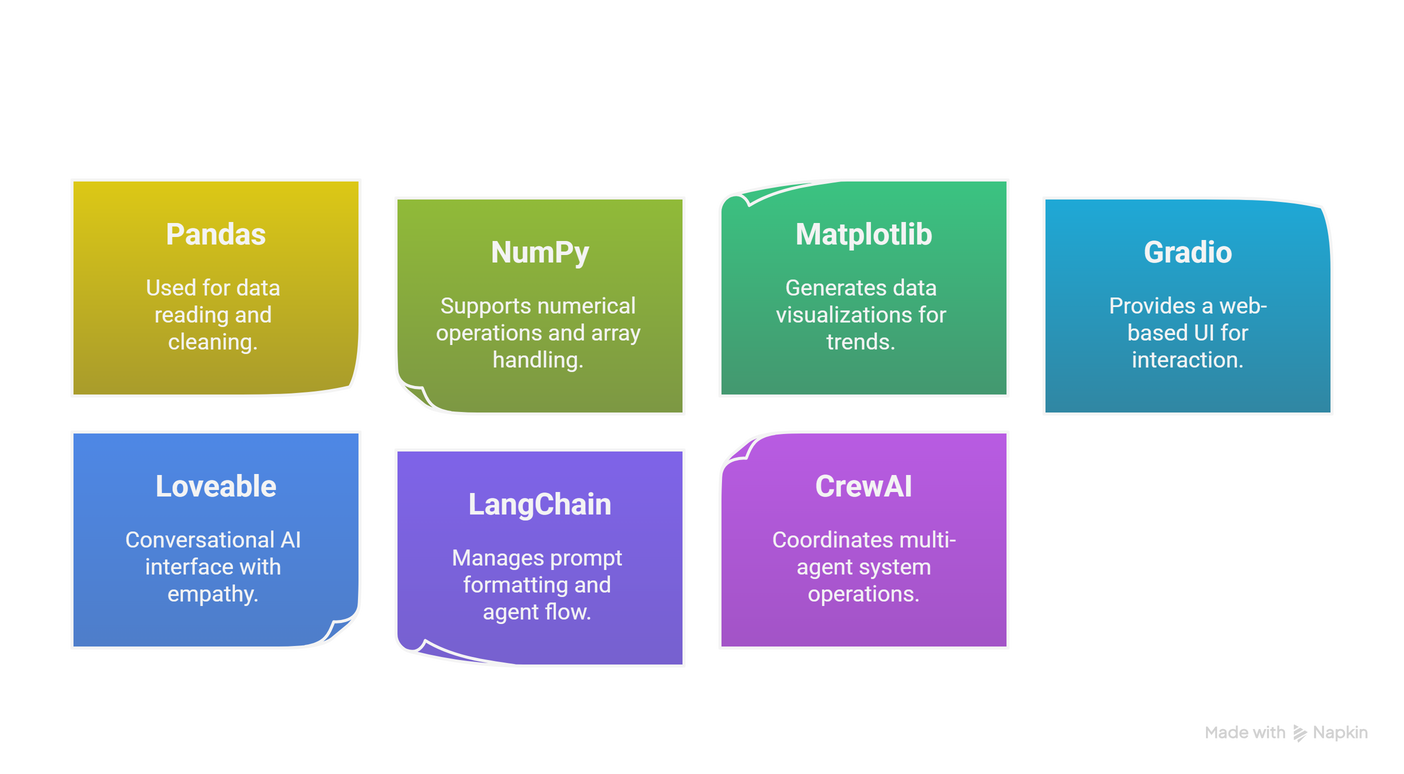 Pandas
Used for data
reading and
cleaning.
NumPy
Supports numerical
operations and array
handling.
Matplotlib
Generates data
visualizations for
trends.
Gradio
Provides a web-
based UI for
interaction.
Loveable
Conversational AI
interface with
empathy.
LangChain
Manages prompt
formatting and
agent flow.
CrewAI
Coordinates multi-
agent system
operations.
Made with Napkin